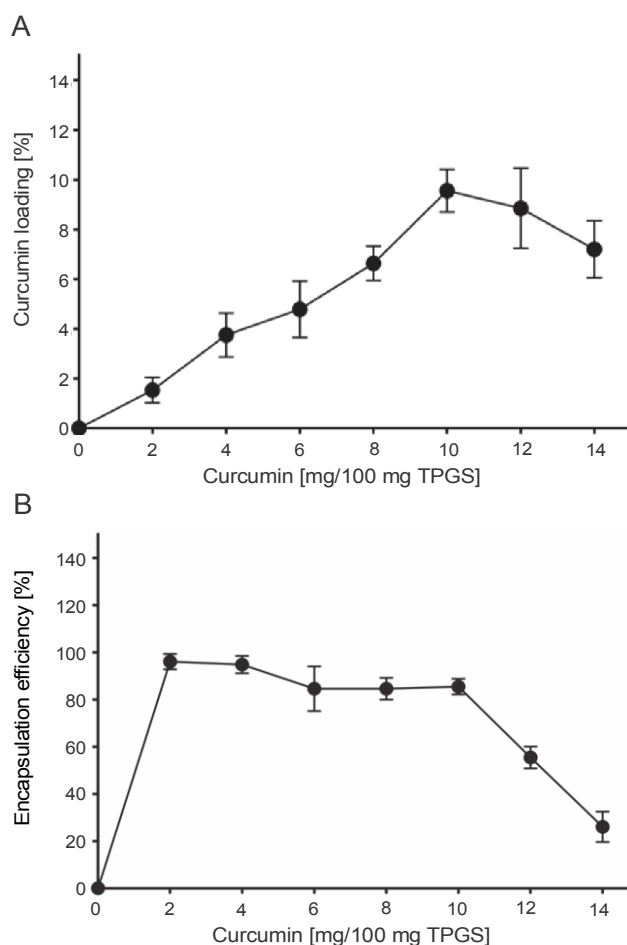 A
14
12
10
8
6
4
2
0
Curcumin loading [%]
0 2 4 6 8 10 12 14
Curcumin [mg/100 mg TPGS]
B
140
120
100
80
60
40
20
0
Encapsulation efficiency [%]
0 2 4 6 8 10 12 14
Curcumin [mg/100 mg TPGS]